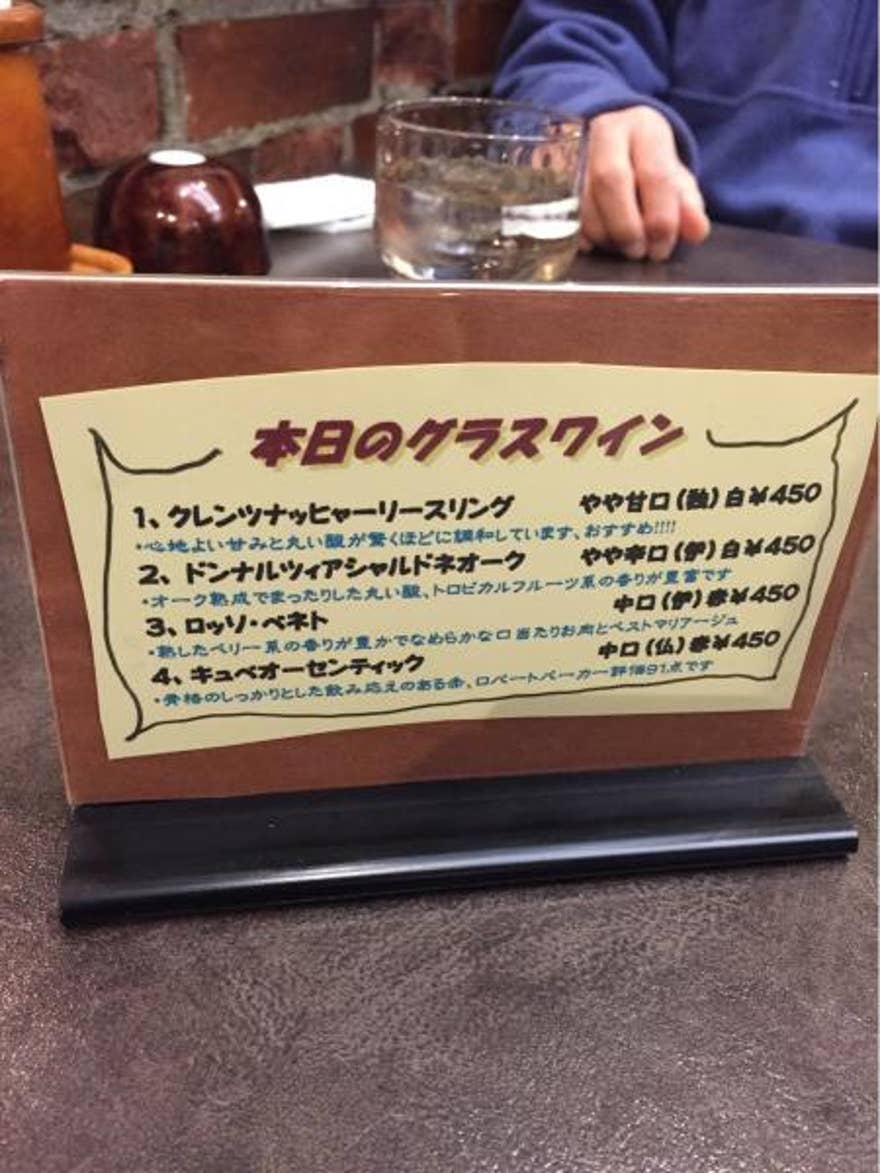 本日のグラスワイン
1、クレンツナッヒャーリースリング やや甘口(独)白¥450
・心地よい甘みと丸い酸が驚くほどに調和しています、おすすめ!!!!
2、ドンナルツィアシャルドネオーク やや辛口(伊)白¥450
・オーク熟成でまったりした丸い酸、トロピカルフルーツ系の香りが豊富です
3、ロッソ・ベネト 中口(伊)赤¥450
・熟したベリー系の香りが豊かでなめらかな口当たりお肉とベストマリアージュ
4、キュベオーセンティック 中口(仏)赤¥450
・骨格のしっかりとした飲み応えのある赤、ロバートパーカー評価91点です